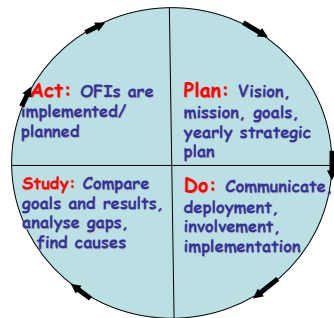 Act: OFIs are
implemented/
planned
Plan: Vision,
mission, goals,
yearly strategic
plan
Study: Compare
goals and results,
analyse gaps,
find causes
Do: Communicate,
deployment,
involvement,
implementation